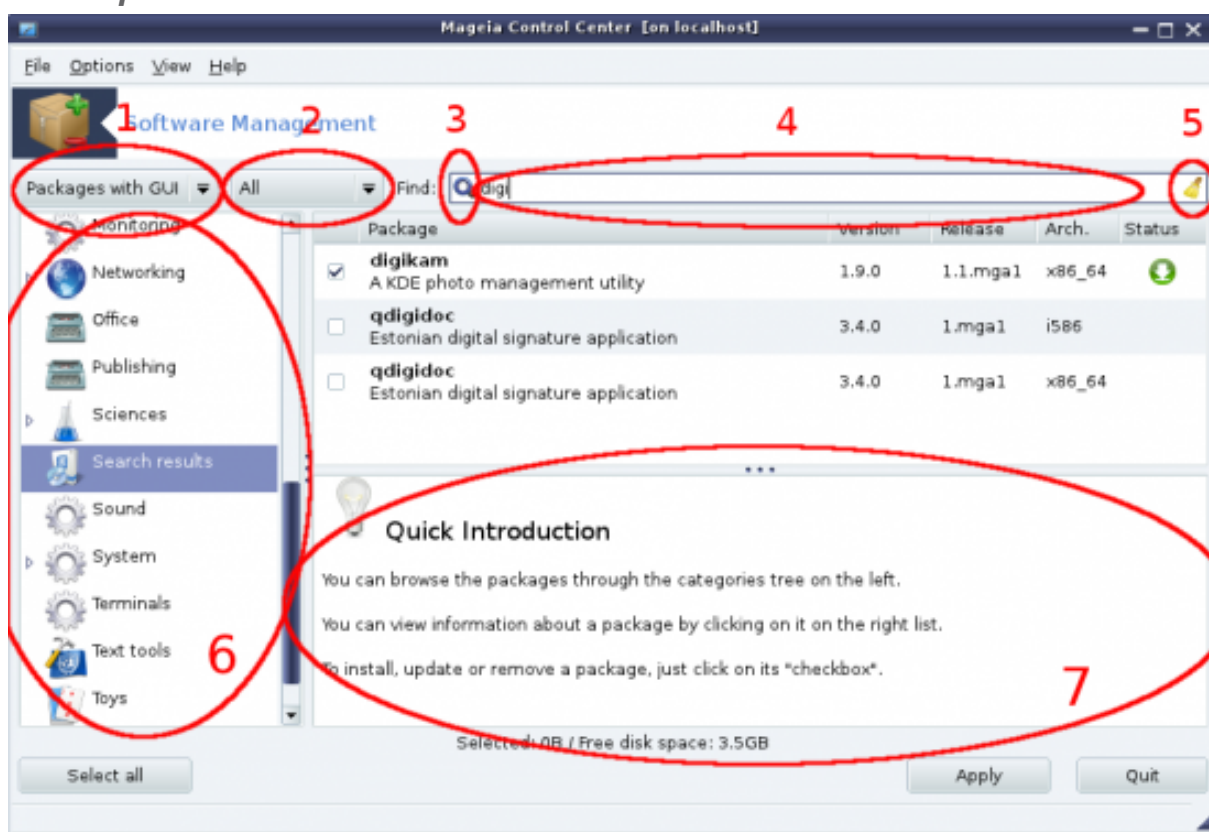 Mageia Control Center [on localhost]
File Options View Help
1 2 3 4 5
Software Management
Packages with GUI All Find: digi
Package Version Release Arch. Status
Monitoring
Networking
Office
Publishing
Sciences
Search results
Sound
System
Terminals
Text tools
Toys
6
digikam 1.9.0 1.1.mga1 x86_64
A KDE photo management utility
qdigidoc 3.4.0 1.mga1 i586
Estonian digital signature application
qdigidoc 3.4.0 1.mga1 x86_64
Estonian digital signature application
Quick Introduction
You can browse the packages through the categories tree on the left.
You can view information about a package by clicking on it on the right list.
To install, update or remove a package, just click on its "checkbox".
7
Selected: 0B / Free disk space: 3.5GB
Select all Apply Quit